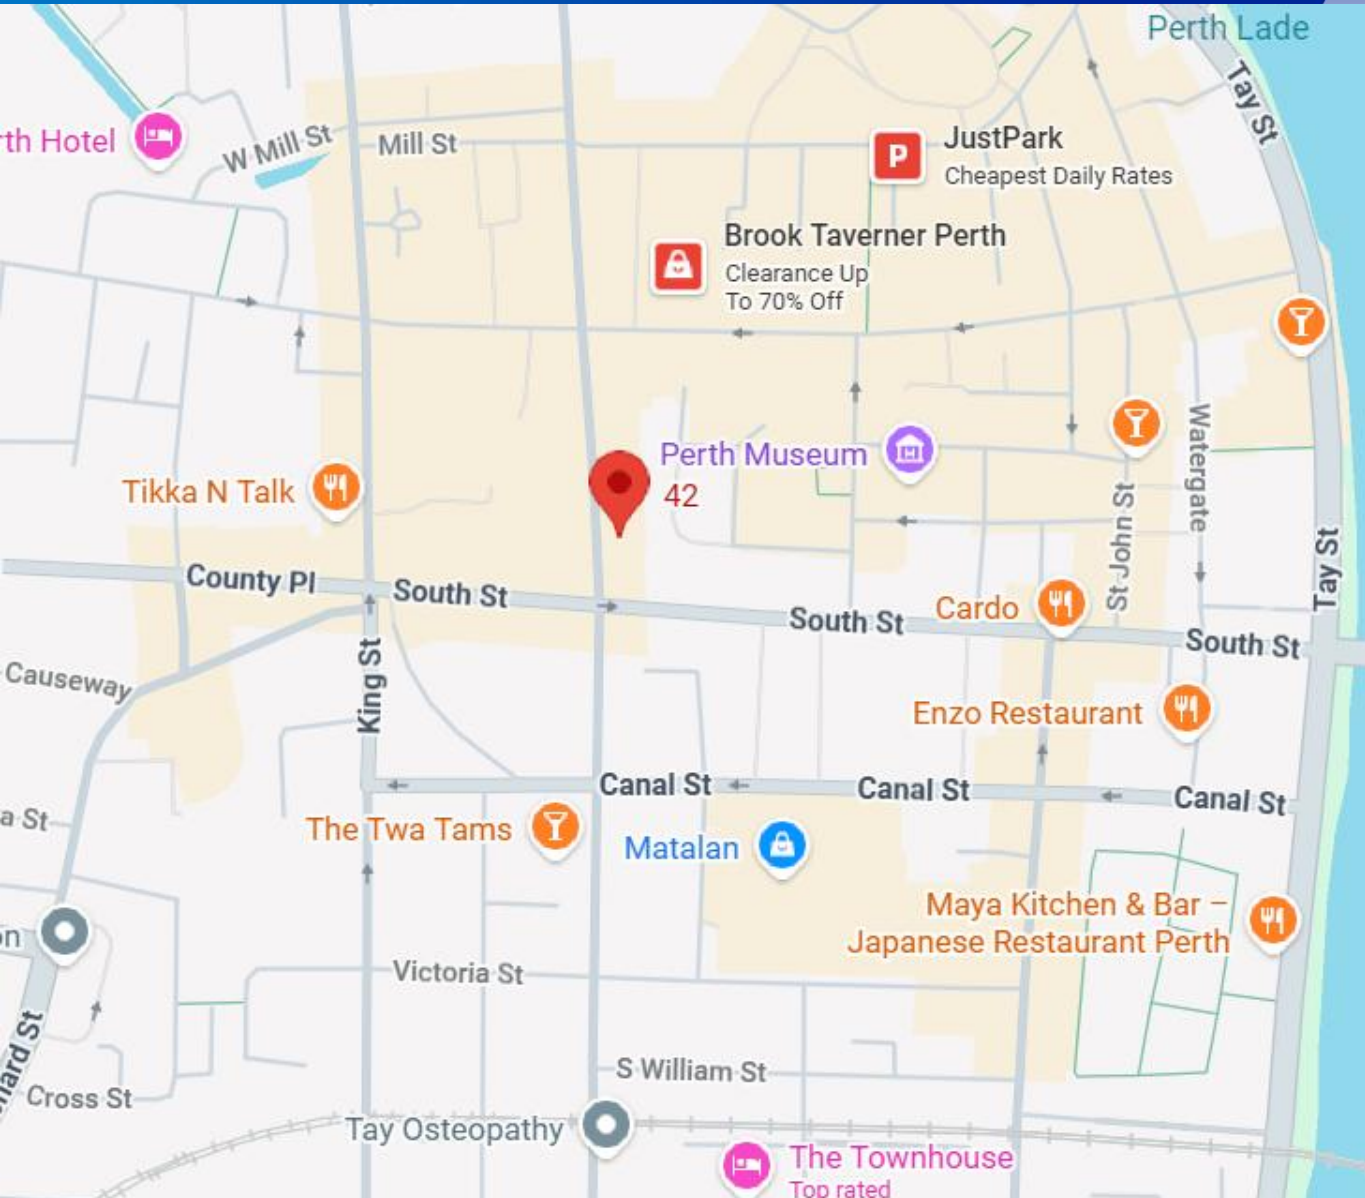 Perth Lade
Tay St
rth Hotel
W Mill St
Mill St
P
JustPark
Cheapest Daily Rates
Brook Taverner Perth
Clearance Up
To 70% Off
Watergate
Perth Museum
42
Tikka N Talk
St John St
Tay St
County Pl
South St
South St
Cardo
South St
Causeway
King St
Enzo Restaurant
Canal St
Canal St
Canal St
a St
The Twa Tams
Matalan
Maya Kitchen & Bar –
Japanese Restaurant Perth
on
Victoria St
nard St
S William St
Cross St
Tay Osteopathy
The Townhouse
Top rated